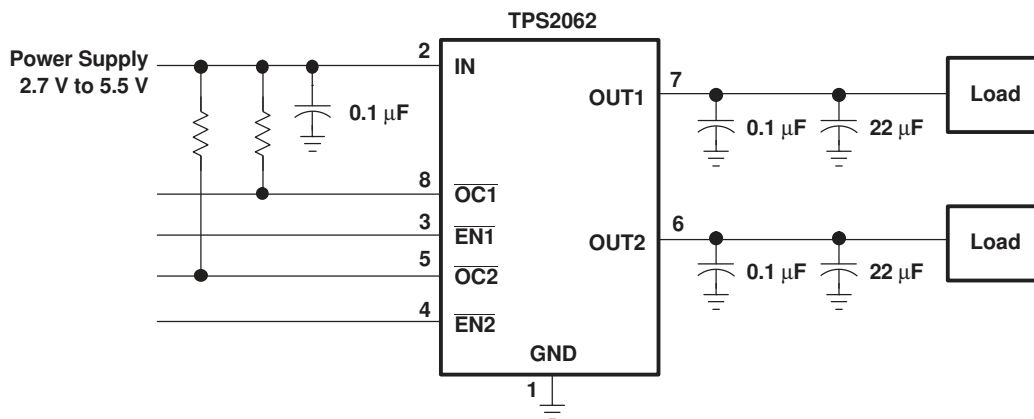 TPS2062
Power Supply
2.7 V to 5.5 V
2
IN
0.1 μF
8
OC1
3
EN1
5
OC2
4
EN2
GND
1
OUT1
7
0.1 μF
22 μF
Load
OUT2
6
0.1 μF
22 μF
Load